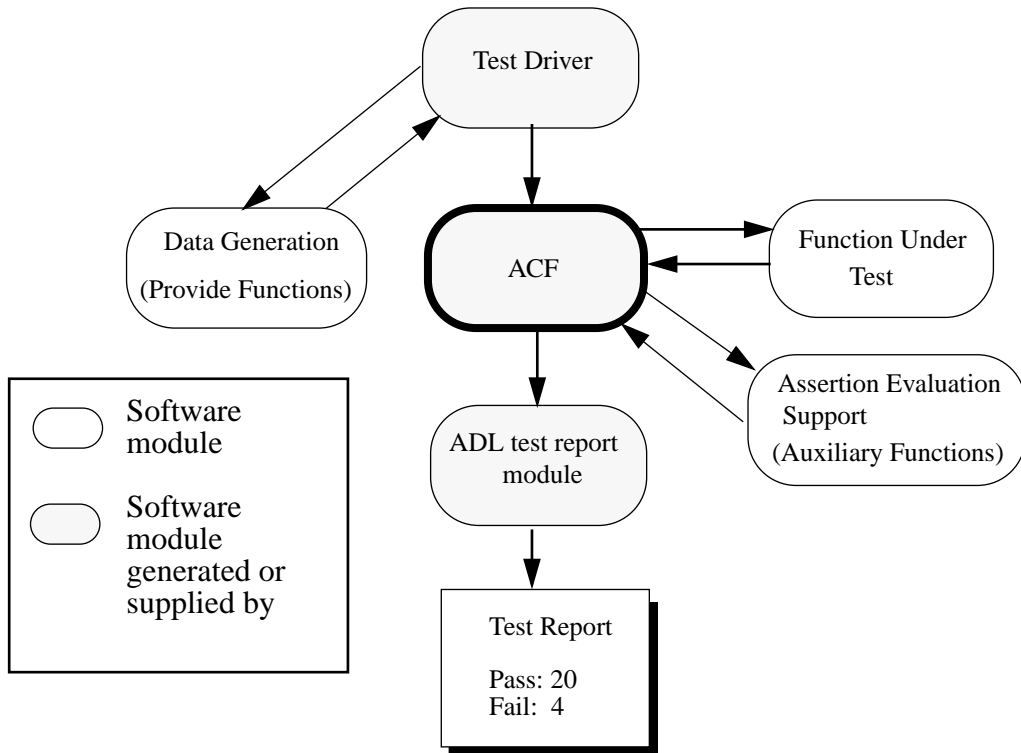 Test Driver
Data Generation
(Provide Functions)
ACF
Function Under
Test
Assertion Evaluation
Support
(Auxiliary Functions)
ADL test report
module
Software
module
Software
module
generated or
supplied by
Test Report
Pass: 20
Fail: 4